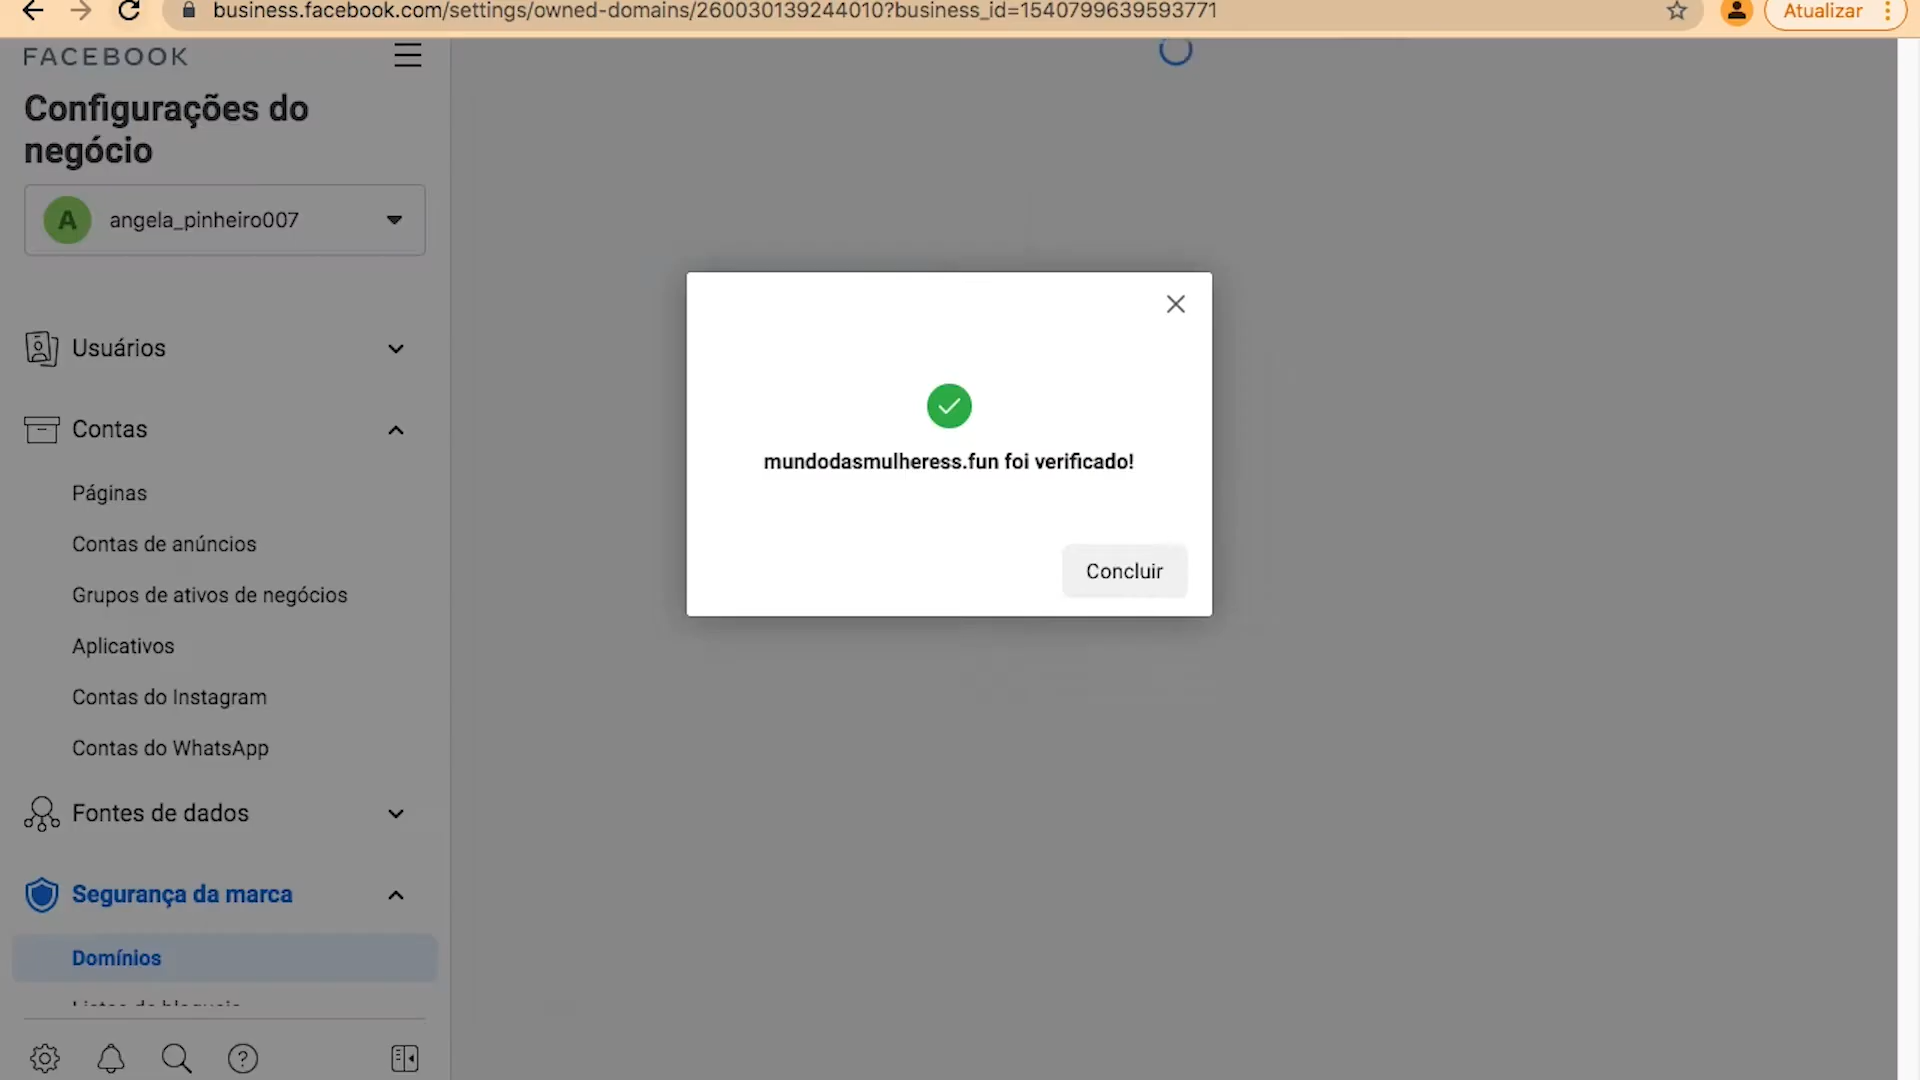 business.facebook.com/settings/owned-domains/260030139244010?business_id=1540799639593771
Atualizar
FACEBOOK
Configurações do
negócio
A
angela_pinheiro007
Usuários
Contas
Páginas
Contas de anúncios
Grupos de ativos de negócios
Aplicativos
Contas do Instagram
Contas do WhatsApp
Fontes de dados
Segurança da marca
Domínios
mundodasmulheress.fun foi verificado!
Concluir